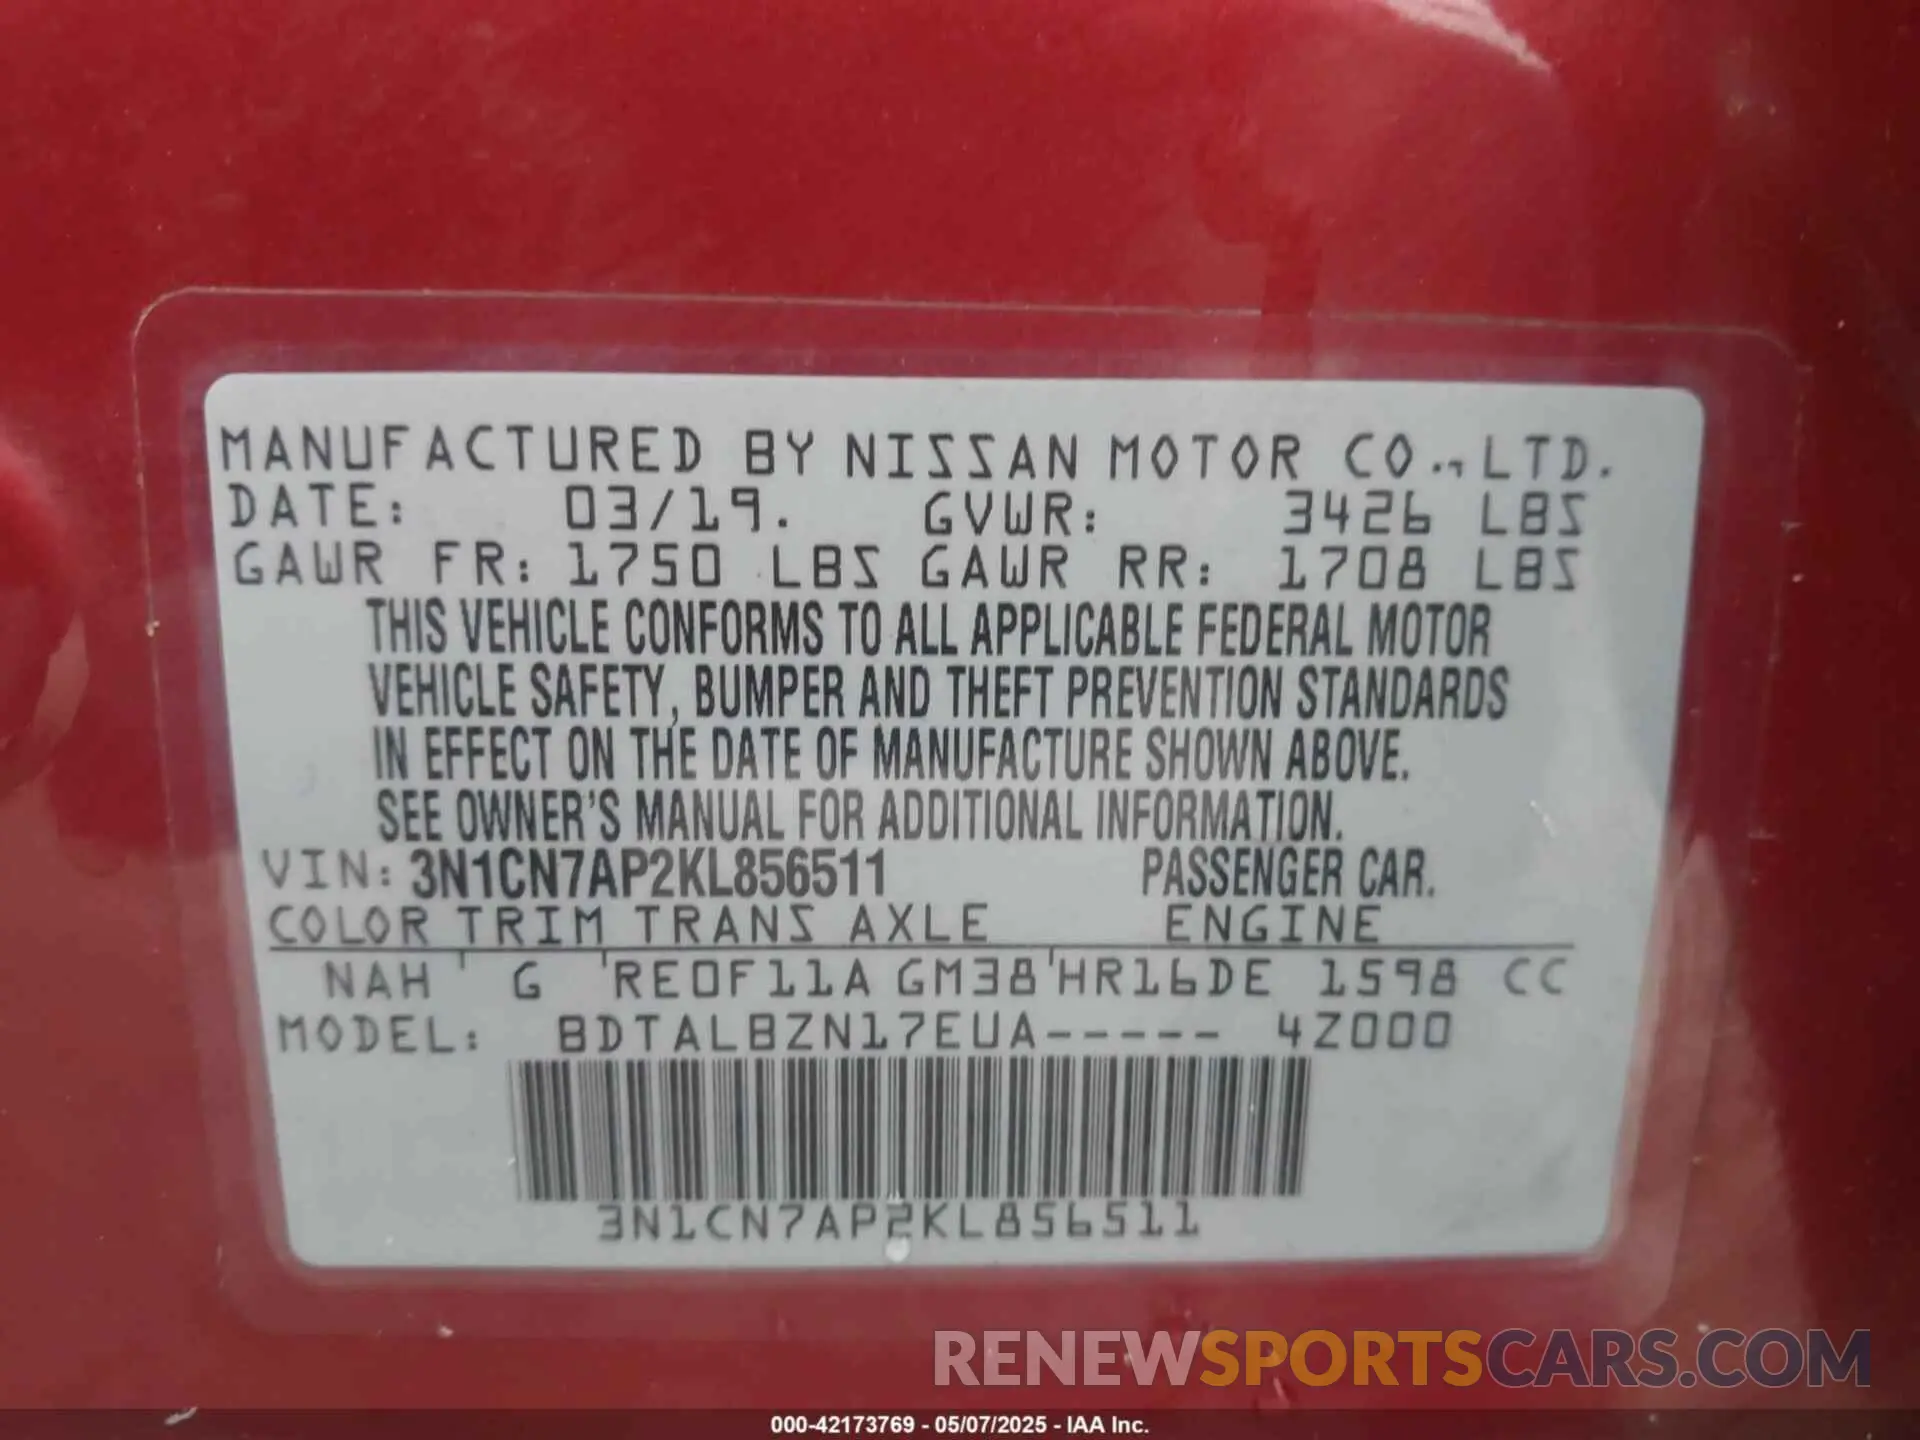 MANUFACTURED BY NISSAN MOTOR CO., LTD.
DATE: 03/19. GVWR: 3426 LBS
GAWR FR: 1750 LBS GAWR RR: 1708 LBS
THIS VEHICLE CONFORMS TO ALL APPLICABLE FEDERAL MOTOR
VEHICLE SAFETY, BUMPER AND THEFT PREVENTION STANDARDS
IN EFFECT ON THE DATE OF MANUFACTURE SHOWN ABOVE.
SEE OWNER'S MANUAL FOR ADDITIONAL INFORMATION.
VIN: 3N1CN7AP2KL856511 PASSENGER CAR.
COLOR TRIM TRANS AXLE ENGINE
NAH G RE0F11A GM38 HR16DE 1598 CC
MODEL: BDTALBZN17EUA----- 4Z000
3N1CN7AP2KL856511
RENEWSPORTSCARS.COM
000-42173769 - 05/07/2025 - IAA Inc.